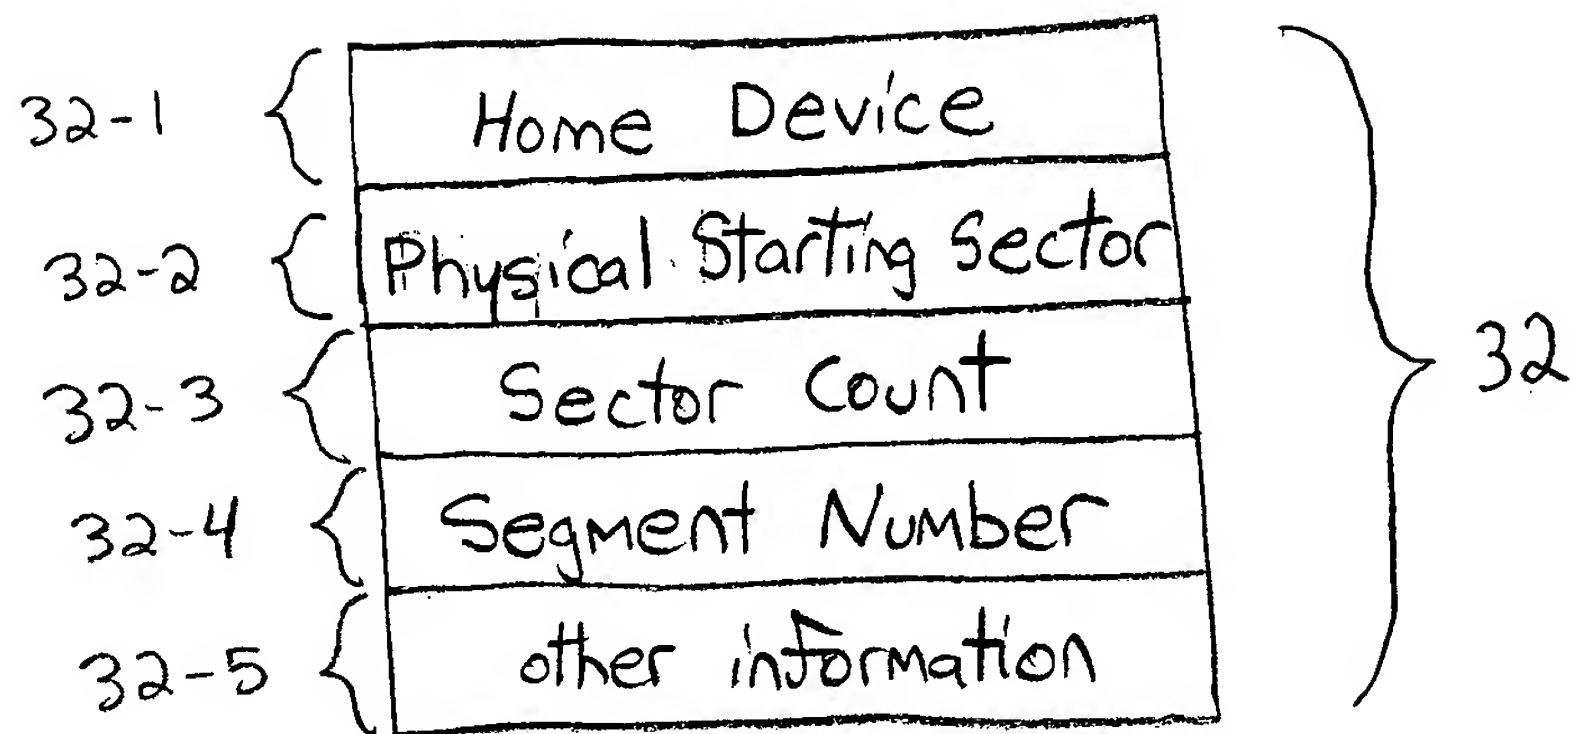 32-1 Home Device
32-2 Physical Starting Sector
32-3 Sector Count
32
32-4 Segment Number
32-5 other information